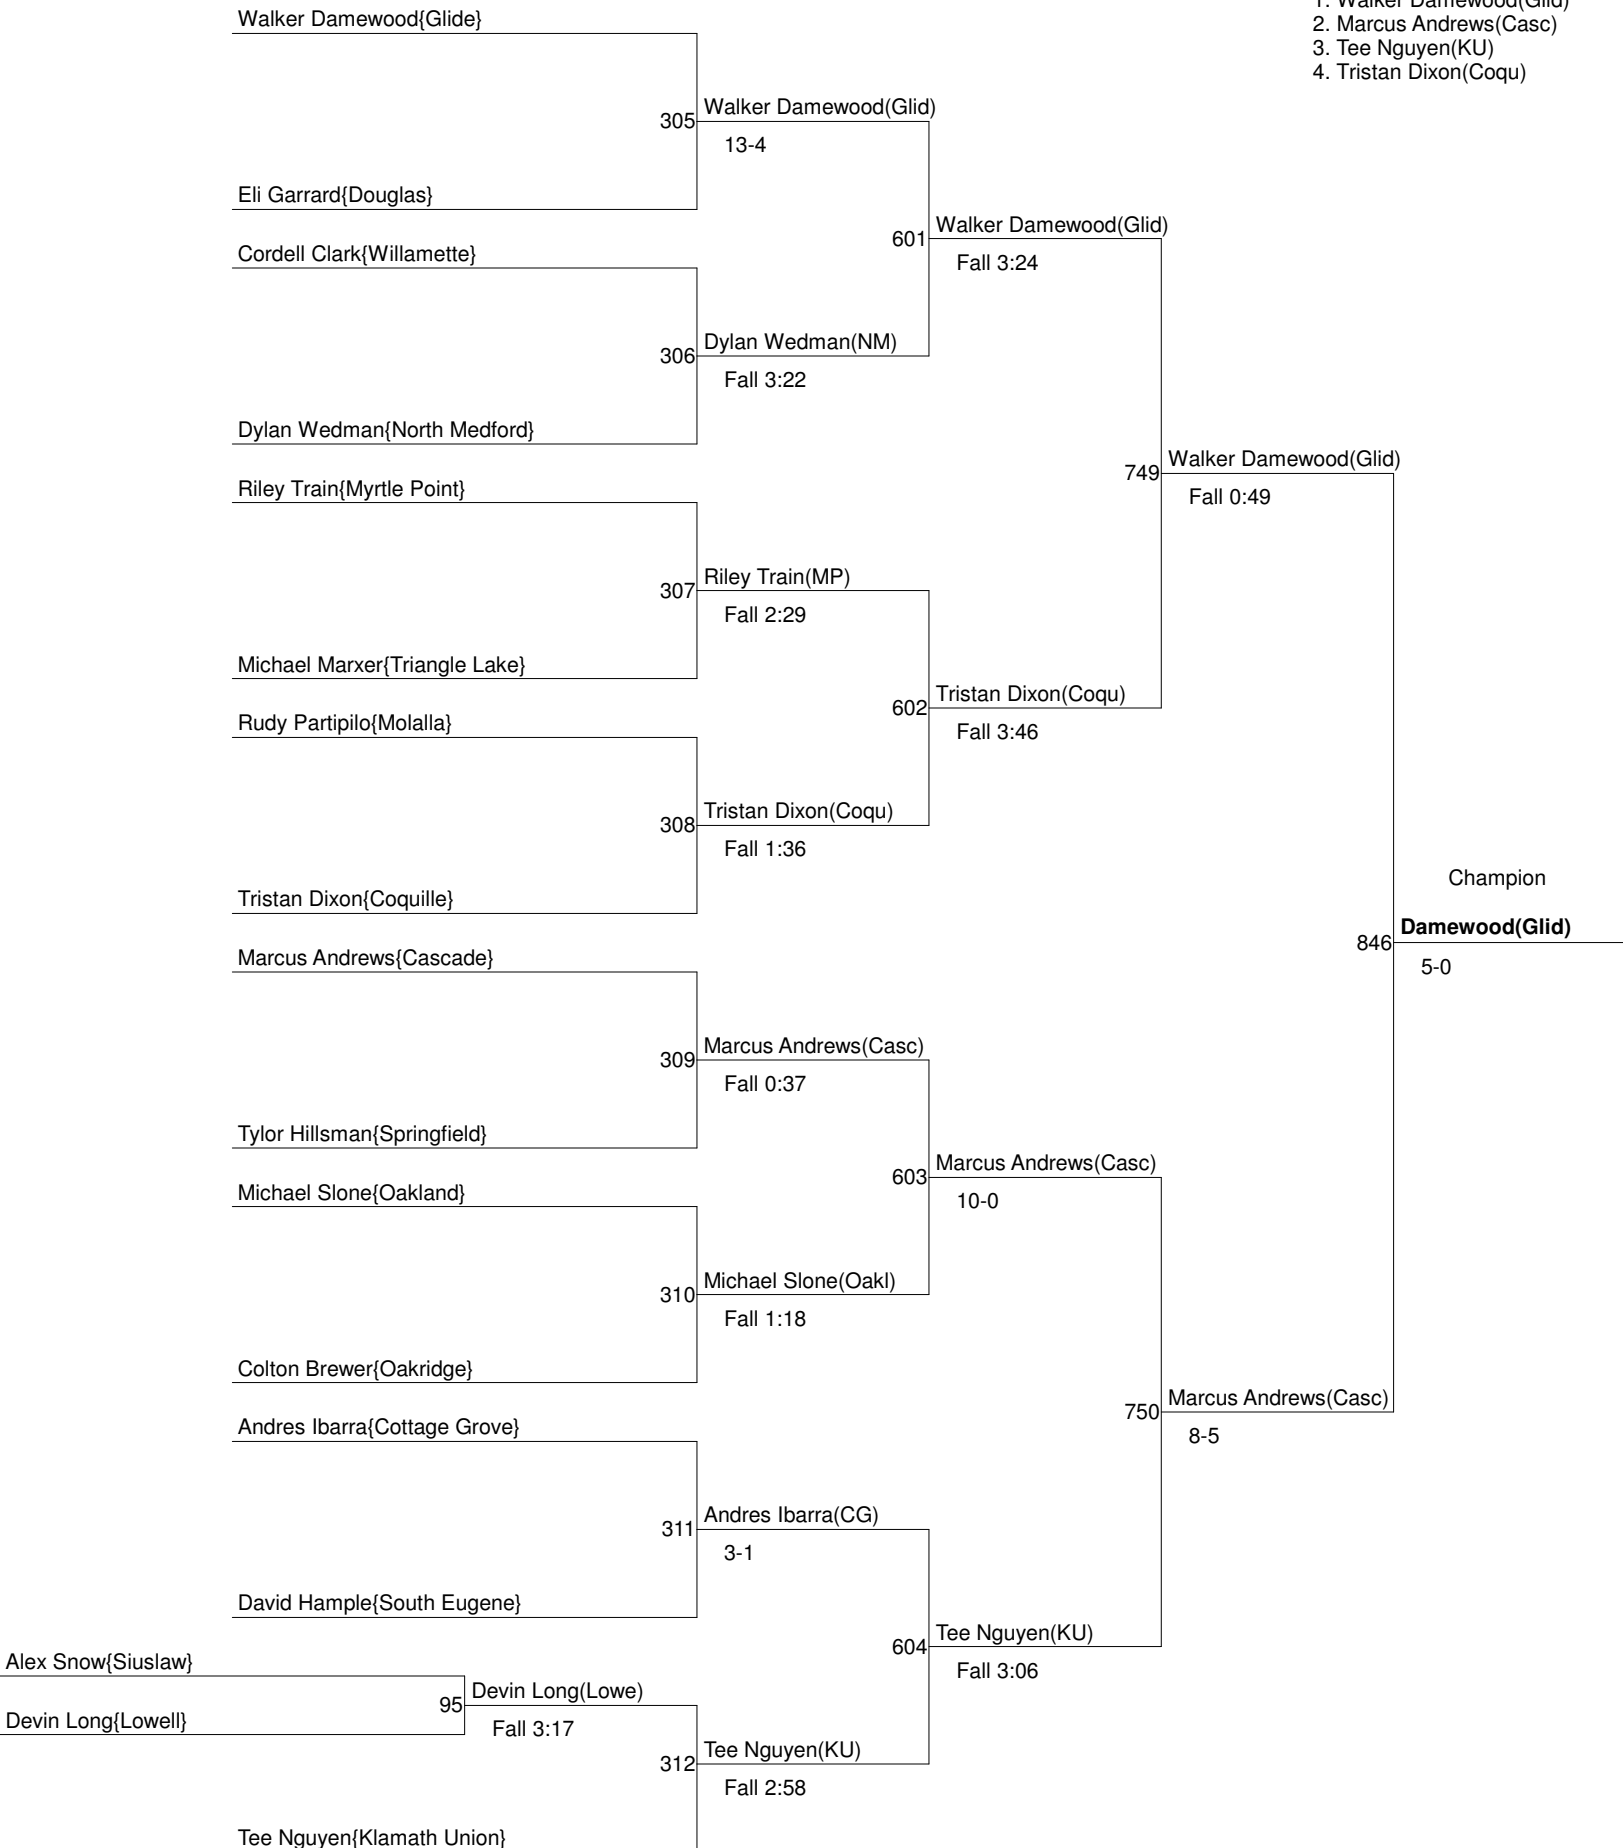 1. Walker Damewood(Glid)
2. Marcus Andrews(Casc)
3. Tee Nguyen(KU)
4. Tristan Dixon(Coqu)
Walker Damewood{Glide}
305 Walker Damewood(Glid)
13-4
Eli Garrard{Douglas}
601 Walker Damewood(Glid)
Fall 3:24
Cordell Clark{Willamette}
306 Dylan Wedman(NM)
Fall 3:22
Dylan Wedman{North Medford}
749 Walker Damewood(Glid)
Fall 0:49
Riley Train{Myrtle Point}
307 Riley Train(MP)
Fall 2:29
Michael Marxer{Triangle Lake}
602 Tristan Dixon(Coqu)
Fall 3:46
Rudy Partipilo{Molalla}
308 Tristan Dixon(Coqu)
Fall 1:36
Tristan Dixon{Coquille}
Champion
846 Damewood(Glid)
5-0
Marcus Andrews{Cascade}
309 Marcus Andrews(Casc)
Fall 0:37
Tylor Hillsman{Springfield}
603 Marcus Andrews(Casc)
10-0
Michael Slone{Oakland}
310 Michael Slone(Oakl)
Fall 1:18
Colton Brewer{Oakridge}
750 Marcus Andrews(Casc)
8-5
Andres Ibarra{Cottage Grove}
311 Andres Ibarra(CG)
3-1
David Hample{South Eugene}
604 Tee Nguyen(KU)
Fall 3:06
Alex Snow{Siuslaw}
95 Devin Long(Lowe)
Fall 3:17
Devin Long{Lowell}
312 Tee Nguyen(KU)
Fall 2:58
Tee Nguyen{Klamath Union}